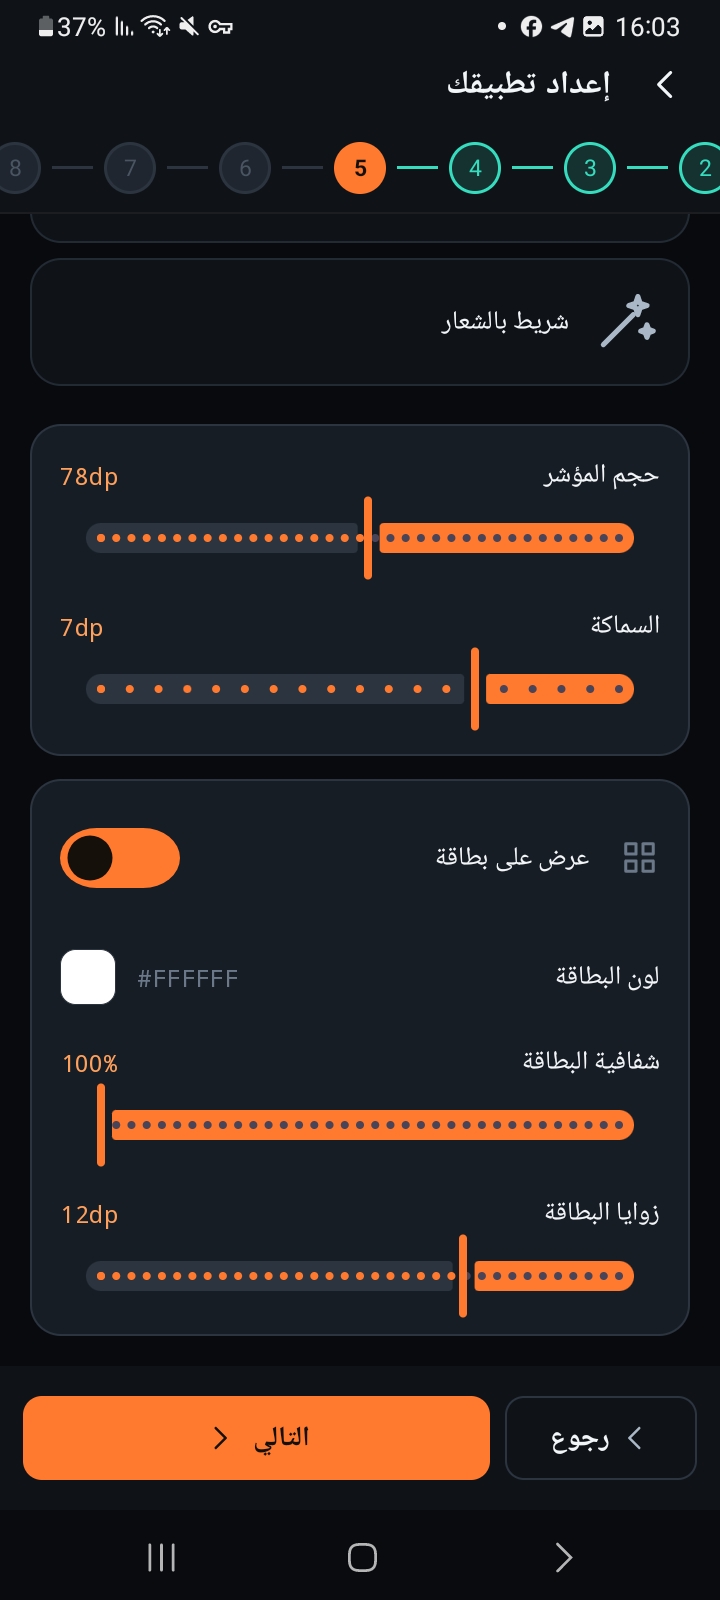 37% 16:03
إعداد تطبيقك
2 3 4 5 6 7 8
شريط بالشعار
حجم المؤشر 78dp
السماكة 7dp
عرض على بطاقة
لون البطاقة #FFFFFF
شفافية البطاقة 100%
زوايا البطاقة 12dp
رجوع التالي